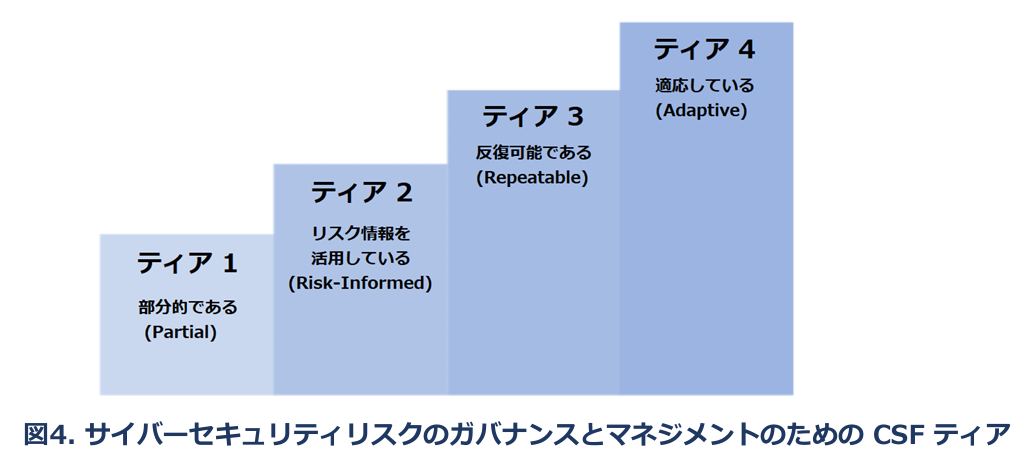 ティア 1
部分的である
(Partial)
ティア 2
リスク情報を
活用している
(Risk-Informed)
ティア 3
反復可能である
(Repeatable)
ティア 4
適応している
(Adaptive)
図4. サイバーセキュリティリスクのガバナンスとマネジメントのための CSF ティア